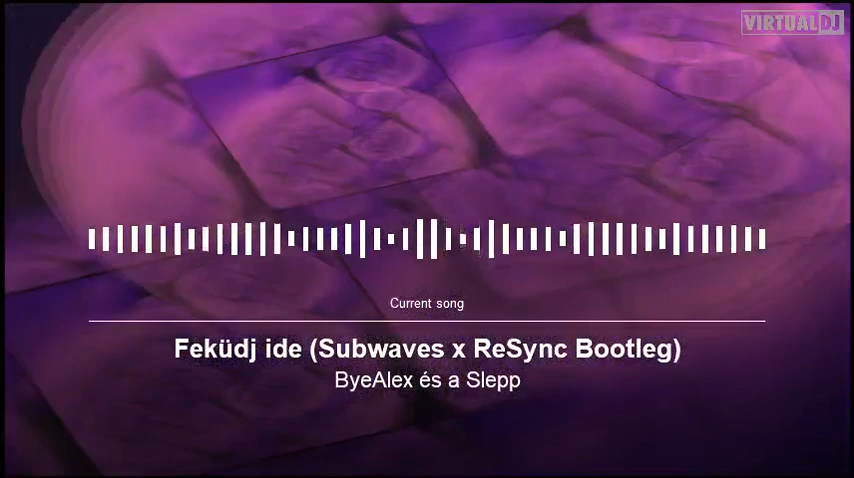 VIRTUALDJ
Current song
Feküdj ide (Subwaves x ReSync Bootleg)
ByeAlex és a Slepp